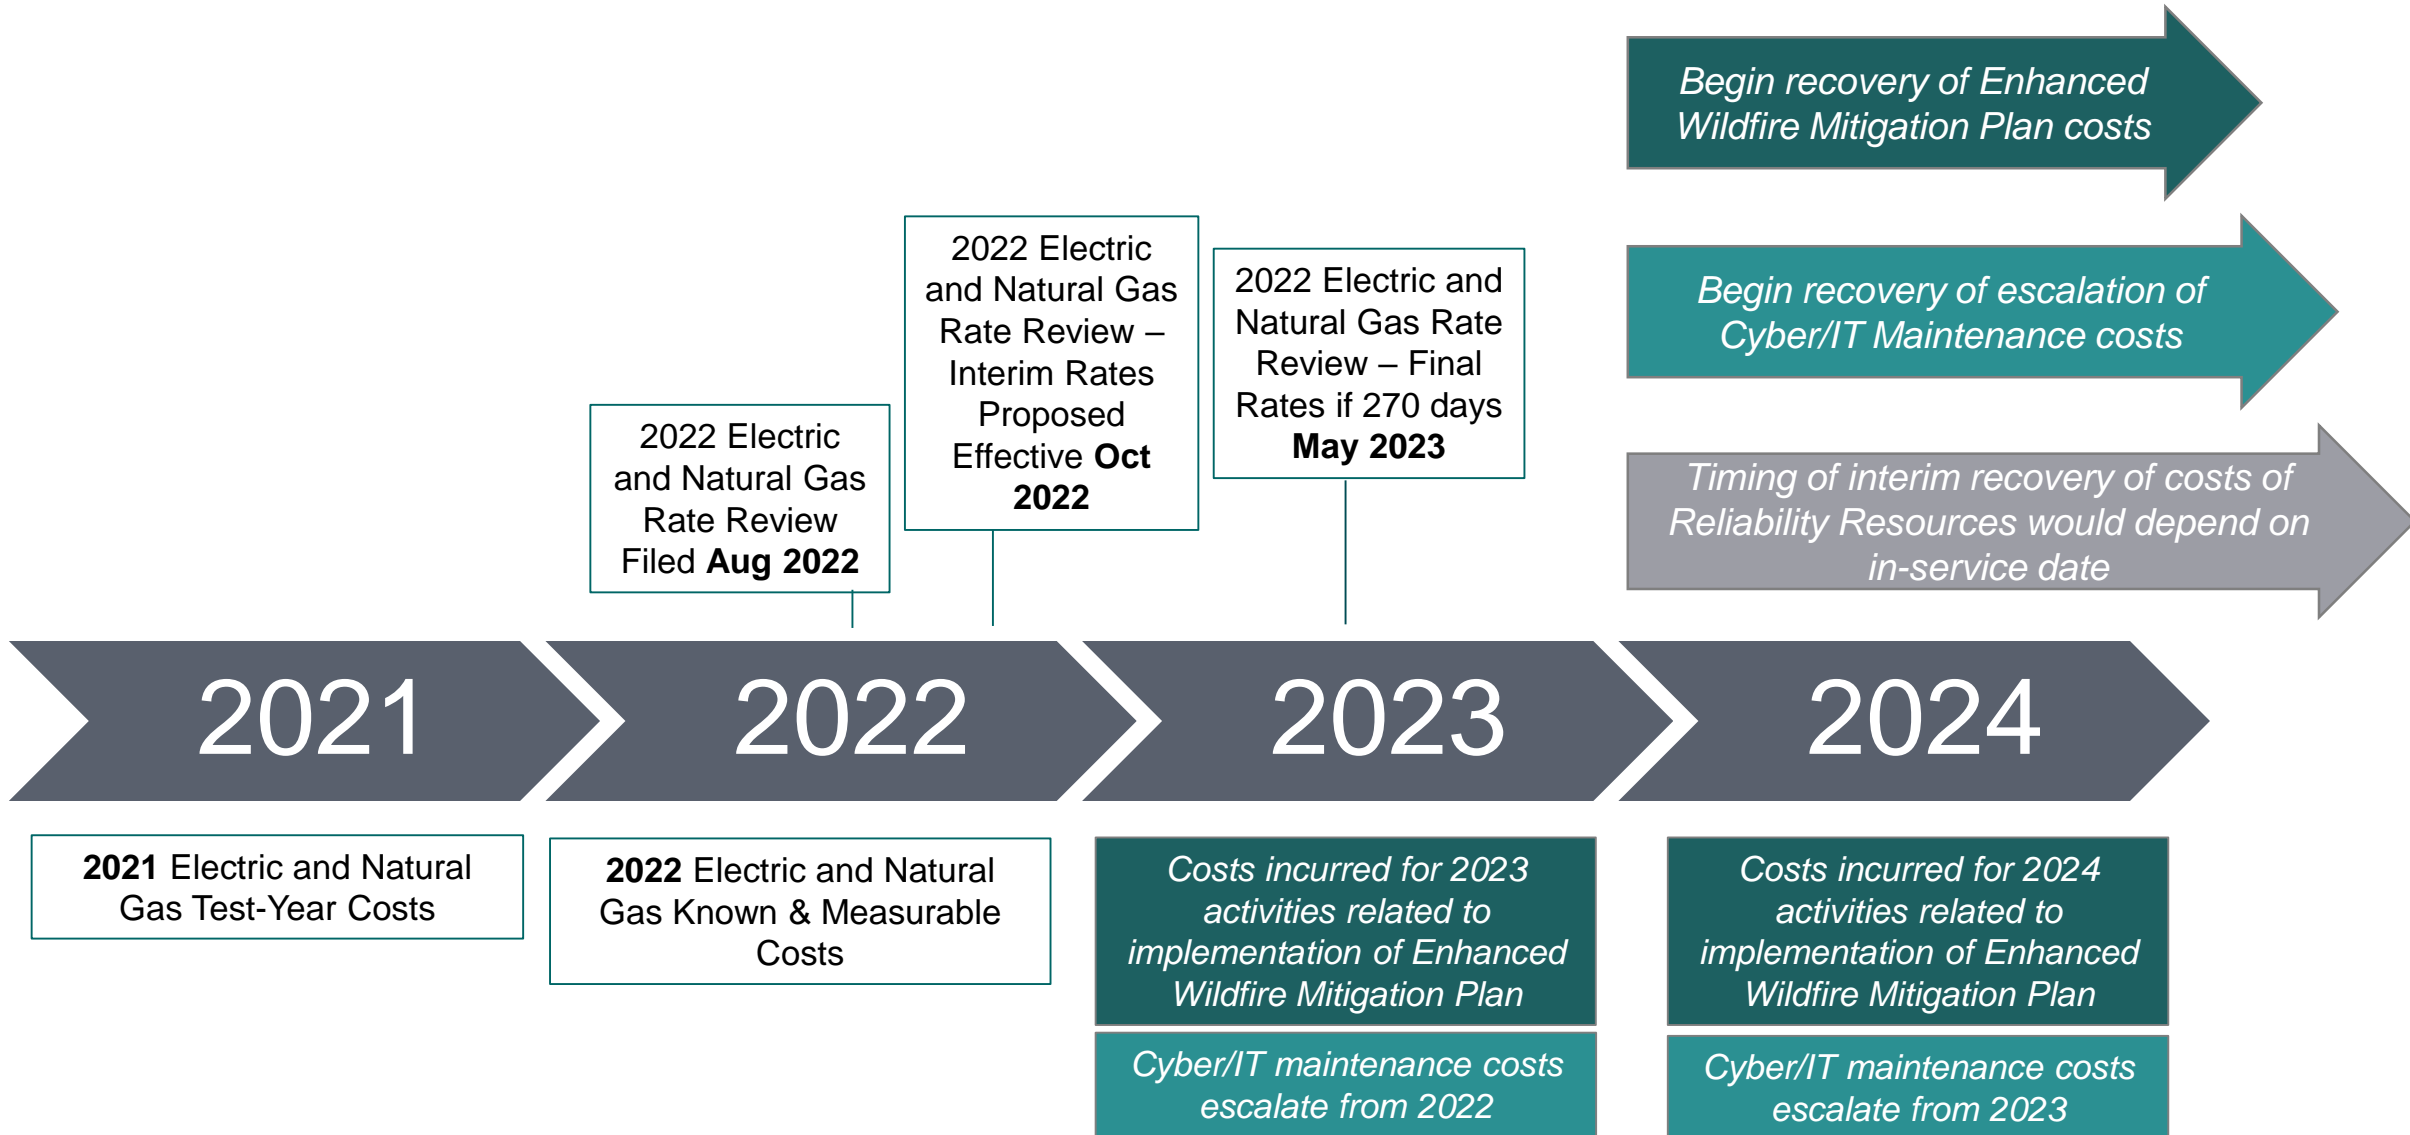 Begin recovery of Enhanced
Wildfire Mitigation Plan costs
Begin recovery of escalation of
Cyber/IT Maintenance costs
Timing of interim recovery of costs of
Reliability Resources would depend on
in-service date
2022 Electric
and Natural Gas
Rate Review
Filed Aug 2022
2022 Electric
and Natural Gas
Rate Review –
Interim Rates
Proposed
Effective Oct
2022
2022 Electric and
Natural Gas Rate
Review – Final
Rates if 270 days
May 2023
2021
2022
2023
2024
2021 Electric and Natural
Gas Test-Year Costs
2022 Electric and Natural
Gas Known & Measurable
Costs
Costs incurred for 2023
activities related to
implementation of Enhanced
Wildfire Mitigation Plan
Cyber/IT maintenance costs
escalate from 2022
Costs incurred for 2024
activities related to
implementation of Enhanced
Wildfire Mitigation Plan
Cyber/IT maintenance costs
escalate from 2023